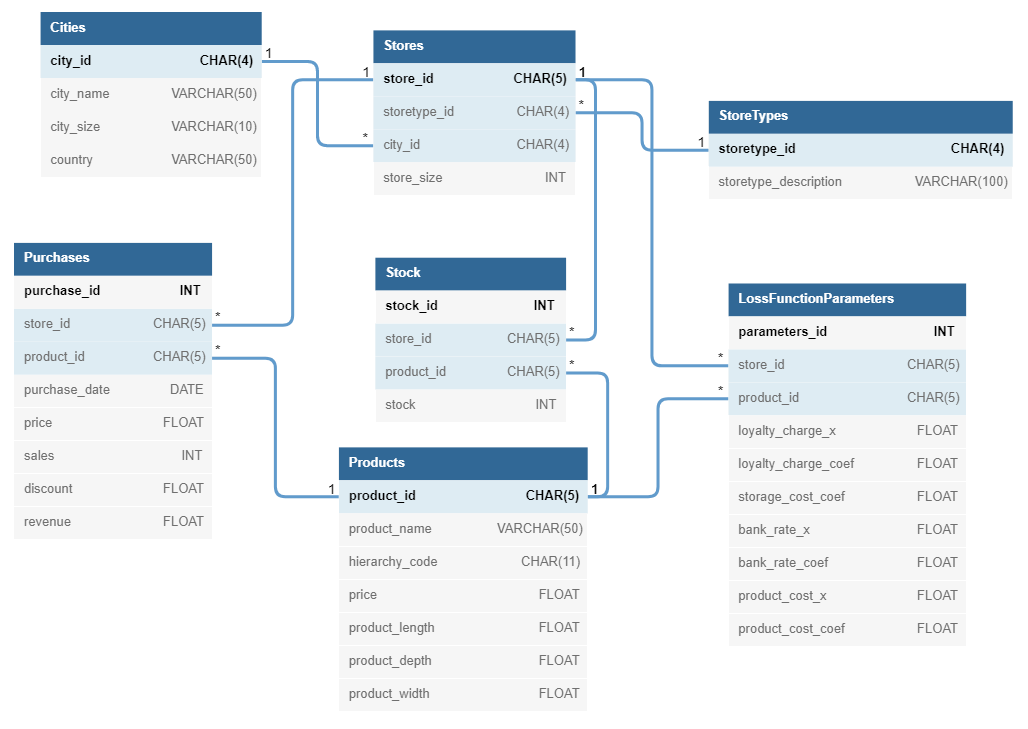 Cities
city_id CHAR(4)
city_name VARCHAR(50)
city_size VARCHAR(10)
country VARCHAR(50)
1
*
Stores
1 store_id CHAR(5) 1
storetype_id CHAR(4) *
city_id CHAR(4)
store_size INT
StoreTypes
1 storetype_id CHAR(4)
storetype_description VARCHAR(100)
Purchases
purchase_id INT
store_id CHAR(5) *
product_id CHAR(5) *
purchase_date DATE
price FLOAT
sales INT
discount FLOAT
revenue FLOAT
Stock
stock_id INT
store_id CHAR(5) *
product_id CHAR(5) *
stock INT
LossFunctionParameters
parameters_id INT
* store_id CHAR(5)
* product_id CHAR(5)
loyalty_charge_x FLOAT
loyalty_charge_coef FLOAT
storage_cost_coef FLOAT
bank_rate_x FLOAT
bank_rate_coef FLOAT
product_cost_x FLOAT
product_cost_coef FLOAT
Products
1 product_id CHAR(5) 1
product_name VARCHAR(50)
hierarchy_code CHAR(11)
price FLOAT
product_length FLOAT
product_depth FLOAT
product_width FLOAT